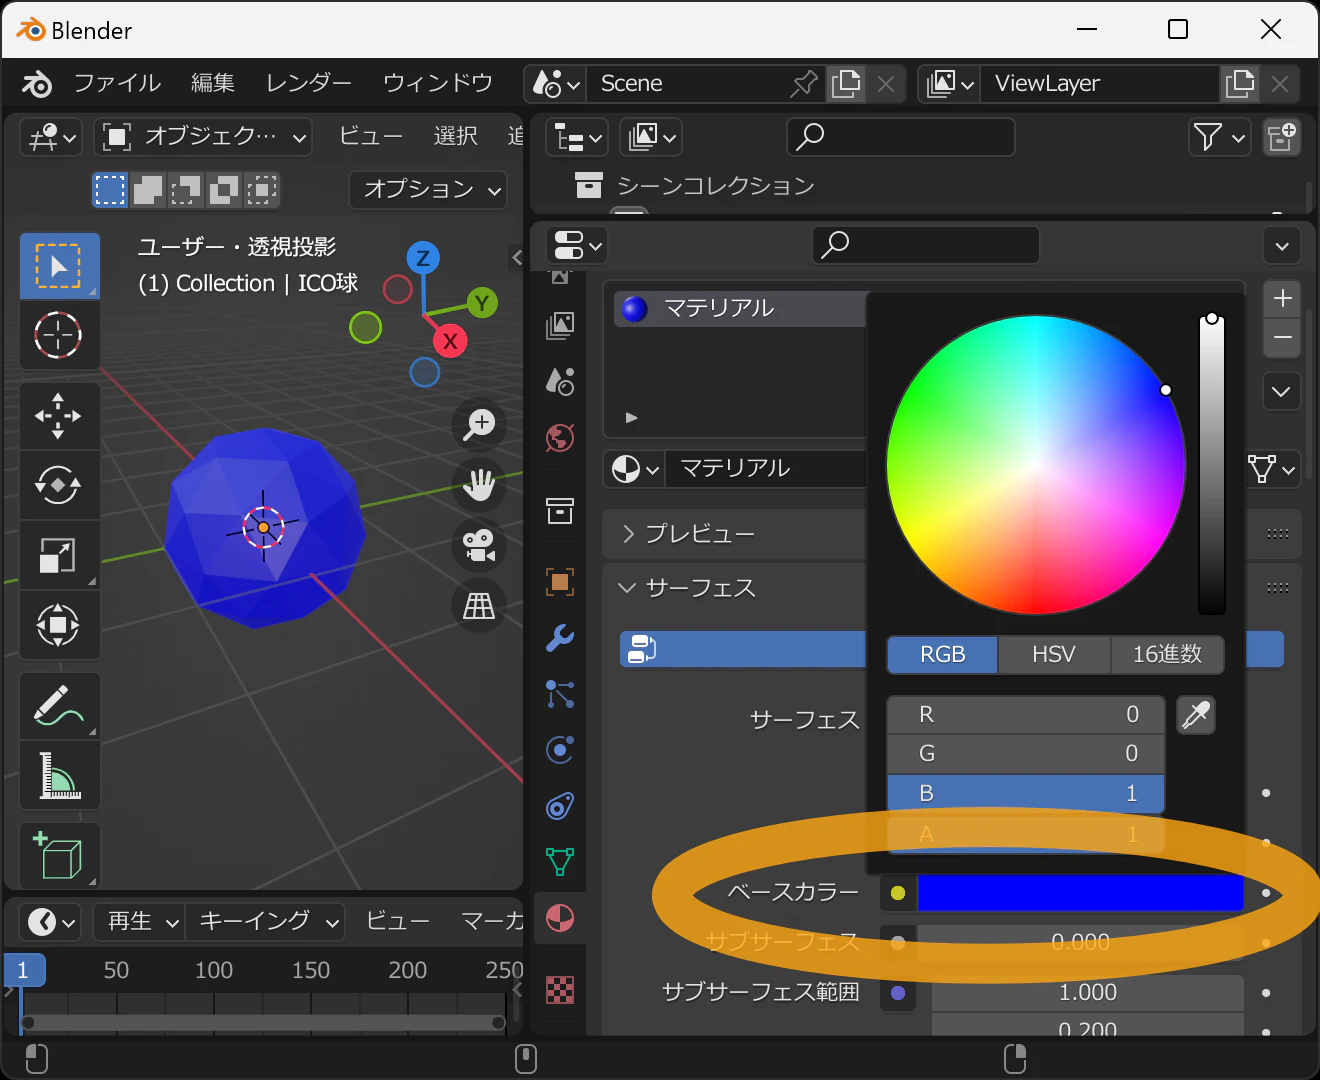 Blender
ファイル 編集 レンダー ウィンドウ Scene ViewLayer
オブジェク… ビュー 選択 追
オプション
シーンコレクション
ユーザー・透視投影
(1) Collection | ICO球
Z
Y
X
マテリアル
マテリアル
プレビュー
サーフェス
RGB HSV 16進数
サーフェス
R 0
G 0
B 1
A 1
ベースカラー
サブサーフェス 0.000
サブサーフェス範囲 1.000
0.200
再生 キーイング ビュー マーカ
1 50 100 150 200 250